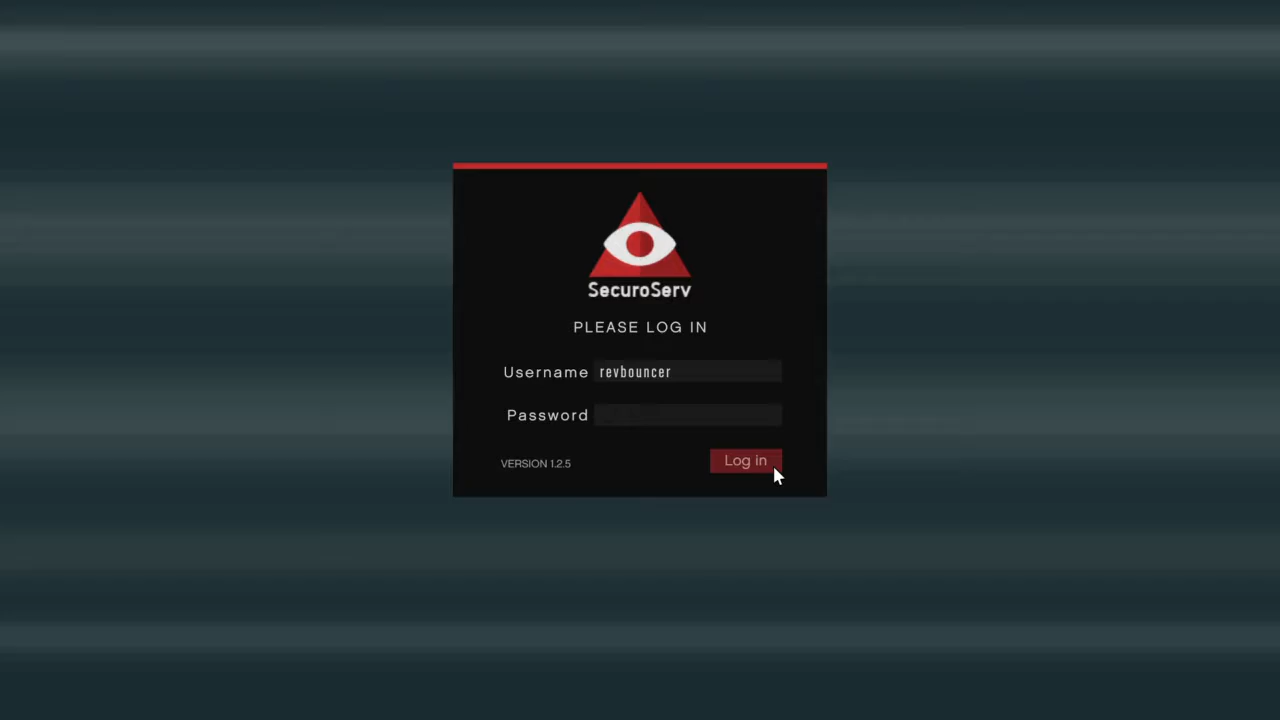 SecuroServ
PLEASE LOG IN
Username revbouncer
Password
VERSION 1.2.5 Log in